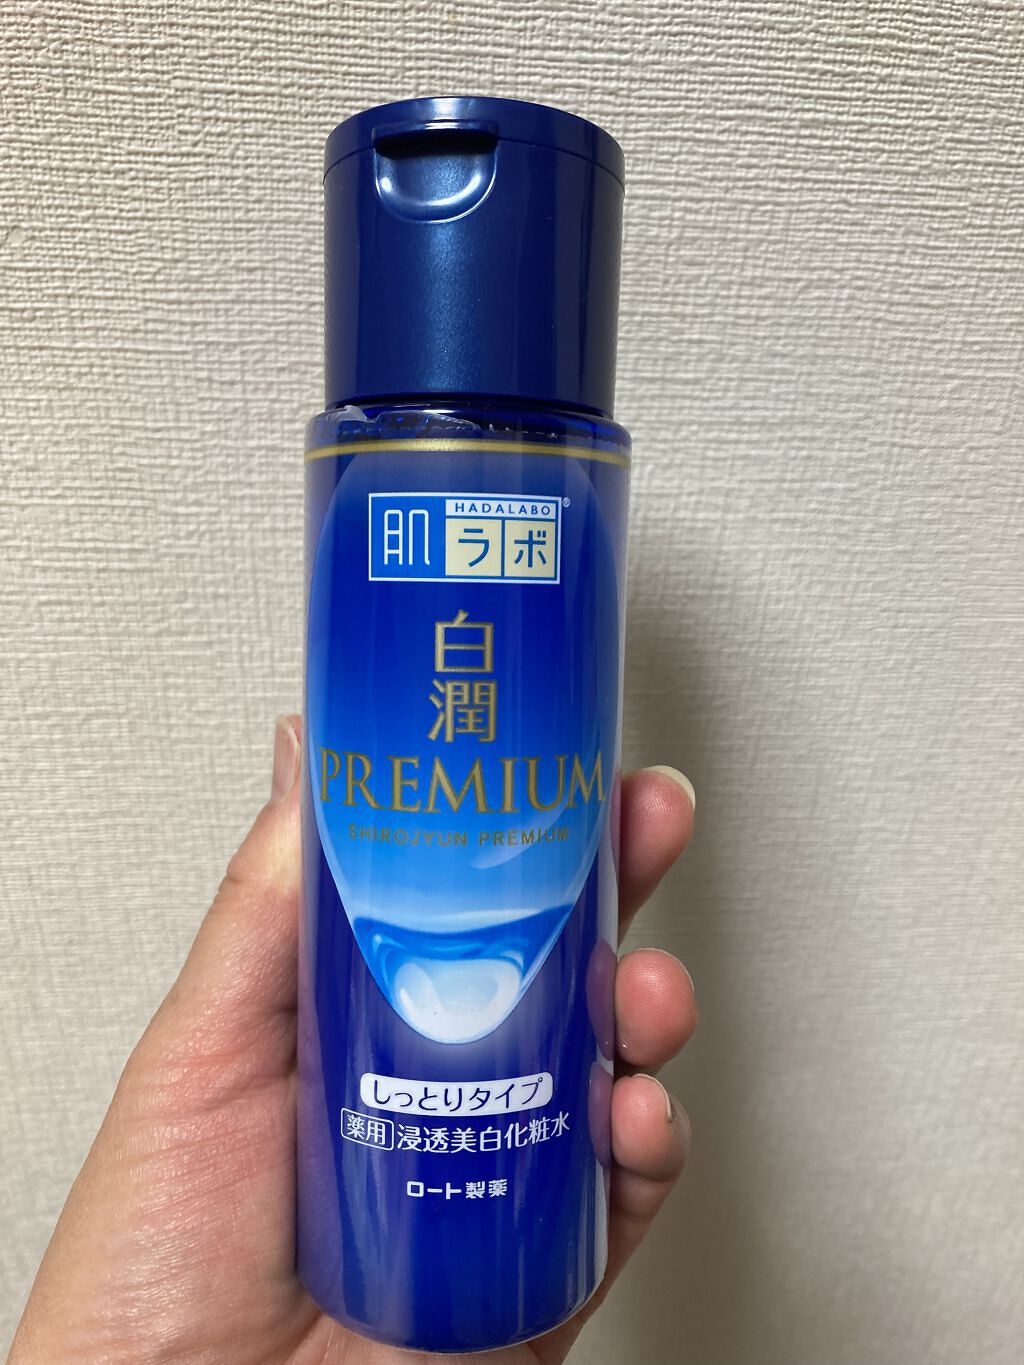 HADALABO®
肌ラボ
白
潤
PREMIUM
SHIROJYUN PREMIUM
しっとりタイプ
薬用 浸透美白化粧水
ロート製薬